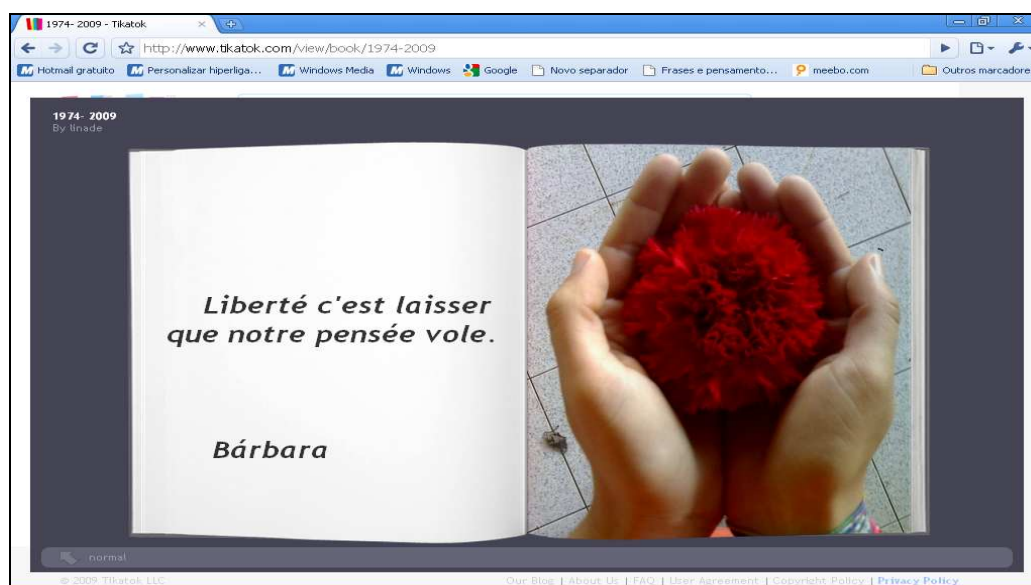 1974- 2009 - Tikatok
http://www.tikatok.com/view/book/1974-2009
Hotmail gratuito Personalizar hiperliga... Windows Media Windows Google Novo separador Frases e pensamento... meebo.com Outros marcadore
1974- 2009
By linade
Liberté c'est laisser
que notre pensée vole.
Bárbara
normal
© 2009 Tikatok LLC Our Blog | About Us | FAQ | User Agreement | Copyright Policy | Privacy Policy